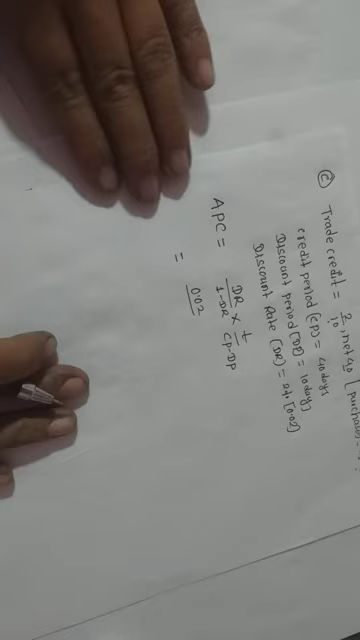 (c) Trade credit = 2/10, net 40 [purchases
credit period (CP) = 40 days
Discount period (DP) = 10 days
Discount Rate (DR) = 2% [0.02]
APC = DR/1-DR × t/CP-DP
= 0.02